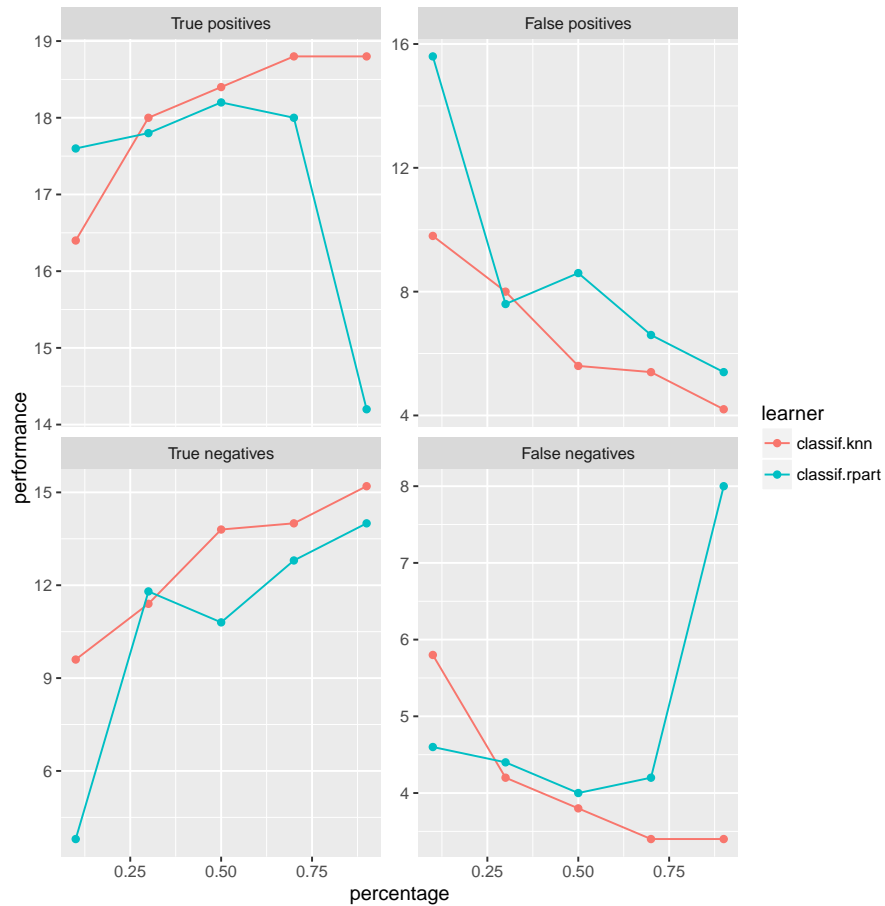 True positives
False positives
19
18
17
16
15
14
16
12
8
4
performance
True negatives
False negatives
15
12
9
6
8
7
6
5
4
0.25 0.50 0.75
0.25 0.50 0.75
percentage
learner
classif.knn
classif.rpart